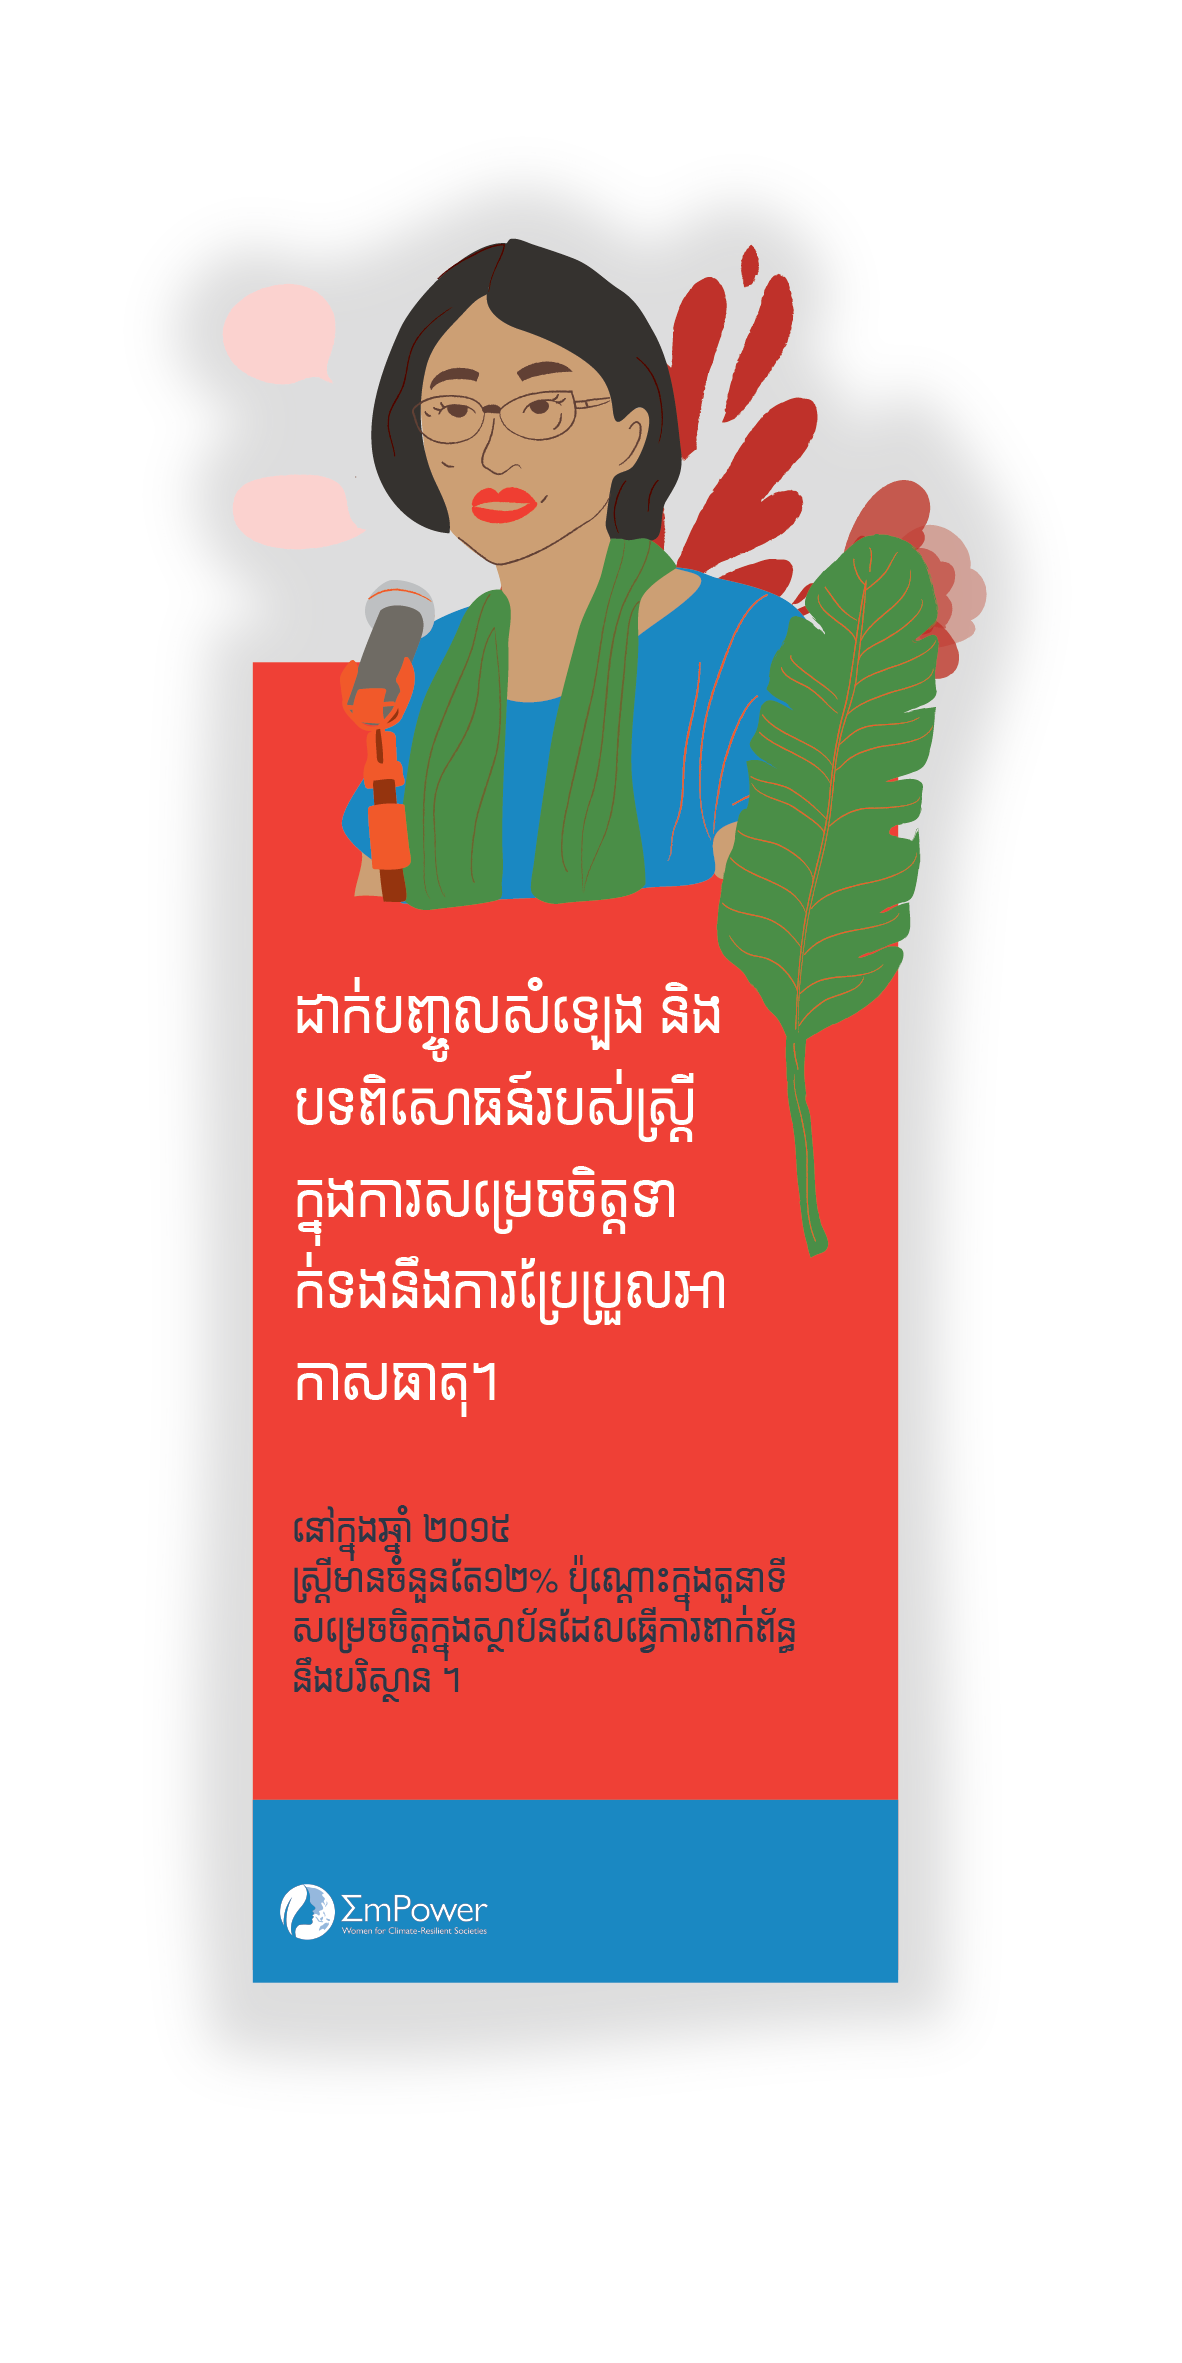 ដាក់បញ្ចូលសំឡេង និង
បទពិសោធន៍របស់ស្ត្រី
ក្នុងការសម្រេចចិត្តទា
ក់ទងនឹងការប្រែប្រួលអា
កាសធាតុ។
នៅក្នុងឆ្នាំ ២០១៥
ស្ត្រីមានចំនួនតែ១២% ប៉ុណ្ណោះក្នុងតួនាទី
សម្រេចចិត្តក្នុងស្ថាប័នដែលធ្វើការពាក់ព័ន្ធ
នឹងបរិស្ថាន ។
ΣmPower
Women for Climate-Resilient Societies